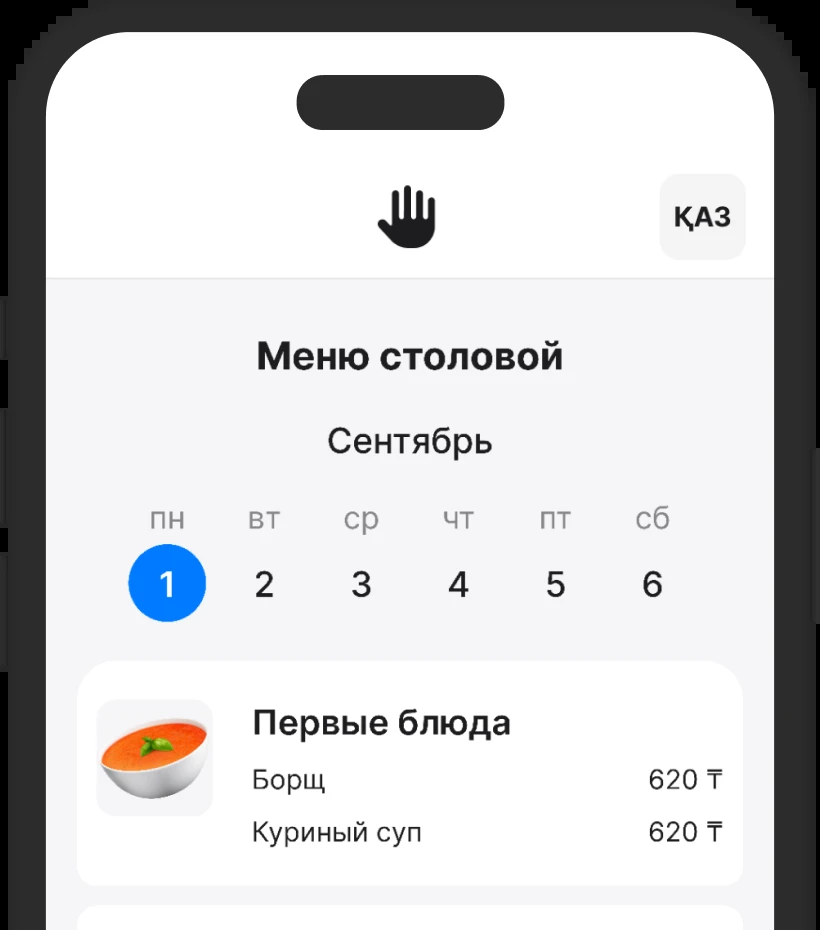 ҚАЗ
Меню столовой
Сентябрь
пн вт ср чт пт сб
1 2 3 4 5 6
Первые блюда
Борщ 620 ₸
Куриный суп 620 ₸